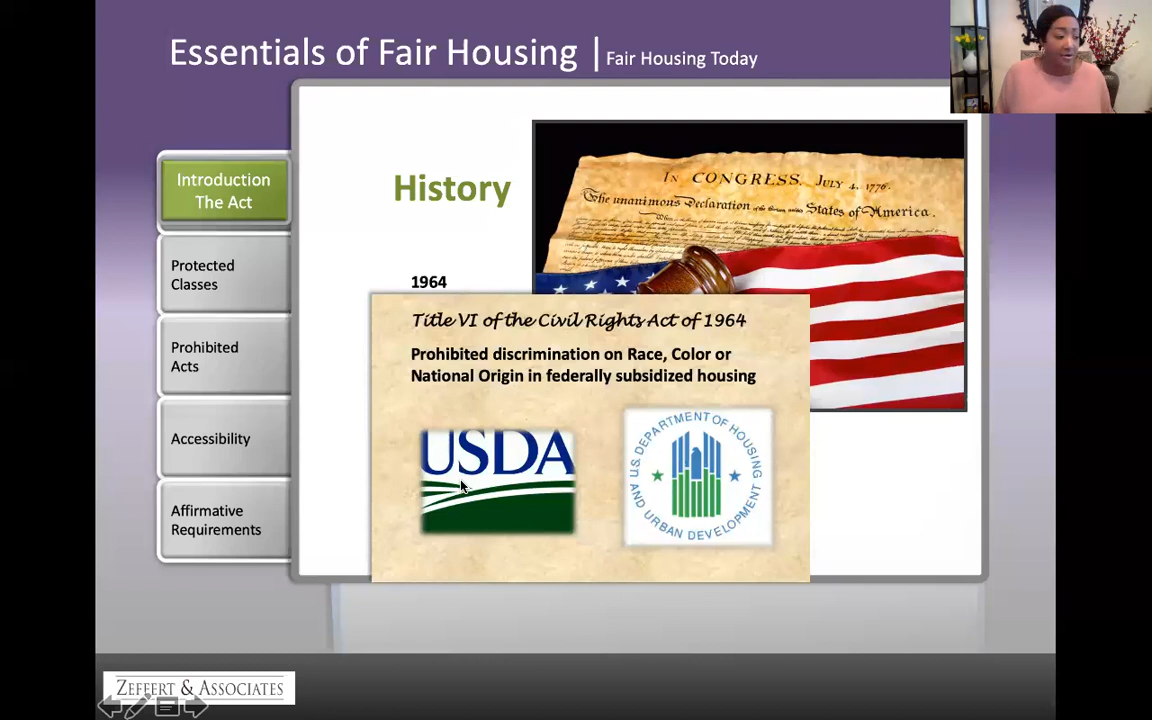 Essentials of Fair Housing | Fair Housing Today
Introduction
The Act
Protected
Classes
Prohibited
Acts
Accessibility
Affirmative
Requirements
History
IN CONGRESS, July 4, 1776.
The unanimous Declaration of the thirteen united States of America.
1964
Title VI of the Civil Rights Act of 1964
Prohibited discrimination on Race, Color or
National Origin in federally subsidized housing
USDA
U.S. DEPARTMENT OF HOUSING
AND URBAN DEVELOPMENT
ZEFFERT & ASSOCIATES